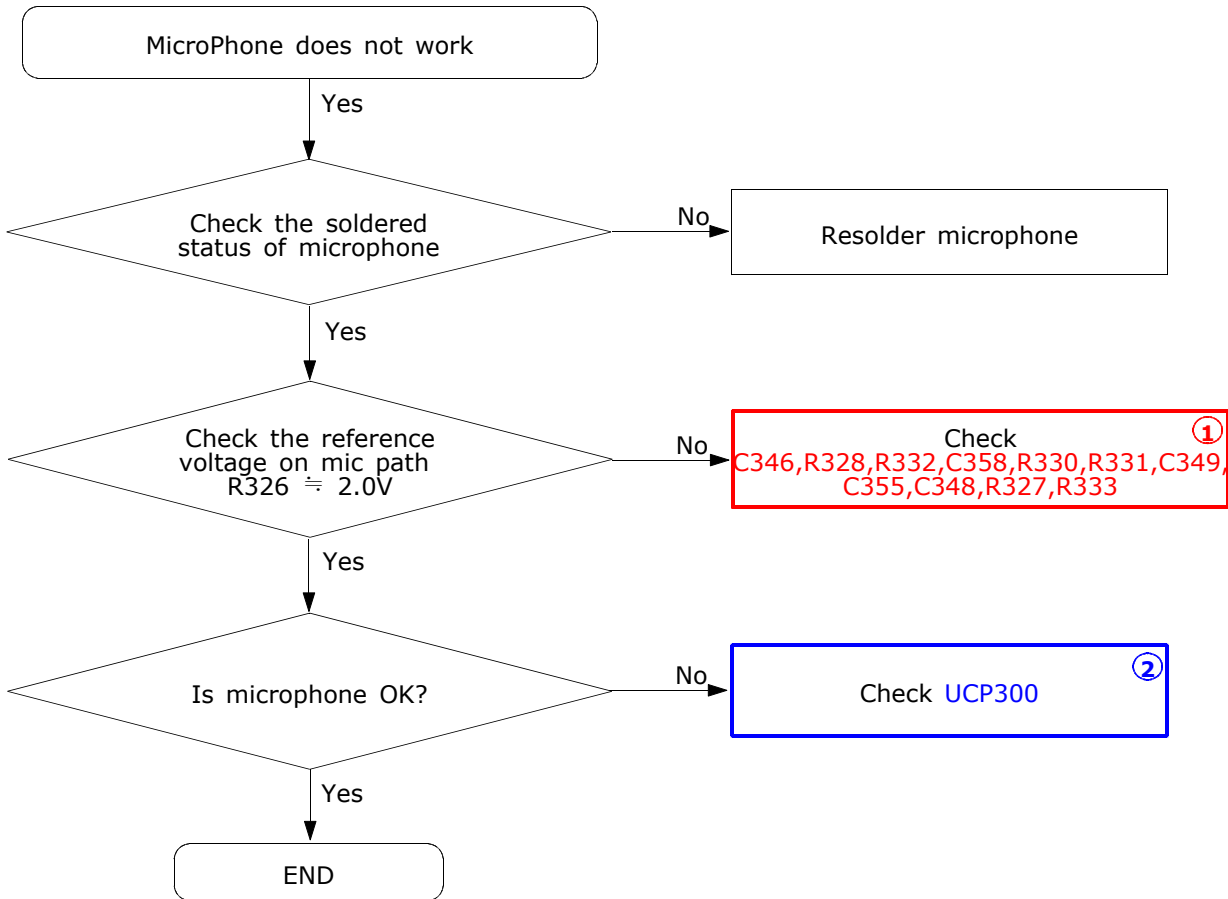 MicroPhone does not work
Yes
Check the soldered
status of microphone
No
Resolder microphone
Yes
Check the reference
voltage on mic path
R326 ≒ 2.0V
No
①
Check
C346,R328,R332,C358,R330,R331,C349,
C355,C348,R327,R333
Yes
Is microphone OK?
No
②
Check UCP300
Yes
END